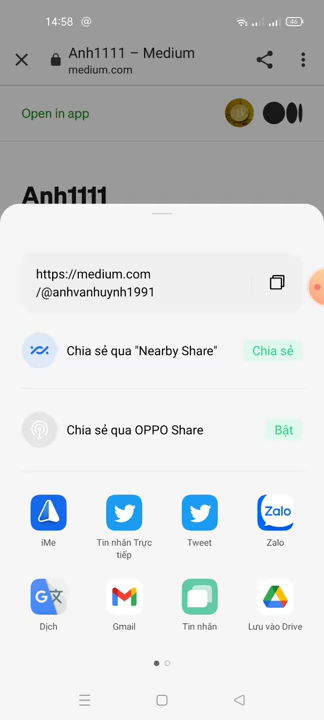 14:58 @ 46
Anh1111 – Medium
medium.com
Open in app
Anh1111
https://medium.com
/@anhvanhuynh1991
Chia sẻ qua "Nearby Share" Chia sẻ
Chia sẻ qua OPPO Share Bật
iMe Tin nhắn Trực tiếp Tweet Zalo Zalo
Dịch Gmail Tin nhắn Lưu vào Drive